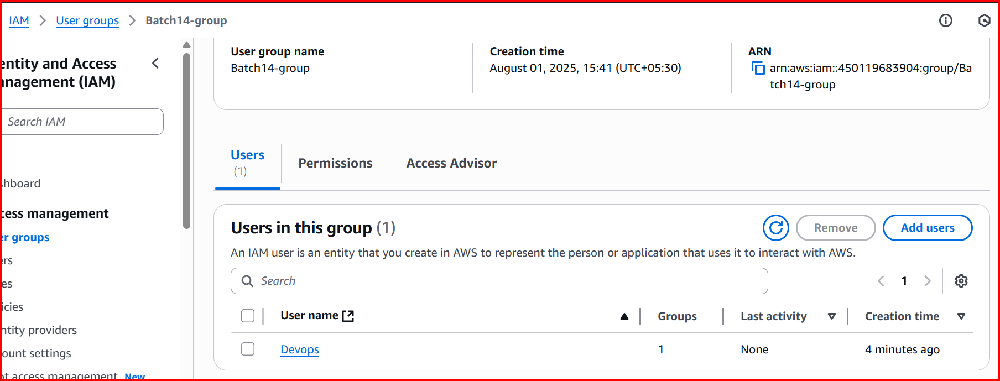 IAM > User groups > Batch14-group
entity and Access
anagement (IAM)
Search IAM
shboard
cess management
er groups
ers
es
icies
ntity providers
ount settings
ot access management New
User group name
Batch14-group
Creation time
August 01, 2025, 15:41 (UTC+05:30)
ARN
arn:aws:iam::450119683904:group/Ba
tch14-group
Users
(1)
Permissions
Access Advisor
Users in this group (1)
Remove
Add users
An IAM user is an entity that you create in AWS to represent the person or application that uses it to interact with AWS.
Search
1
User name
Groups
Last activity
Creation time
Devops
1
None
4 minutes ago